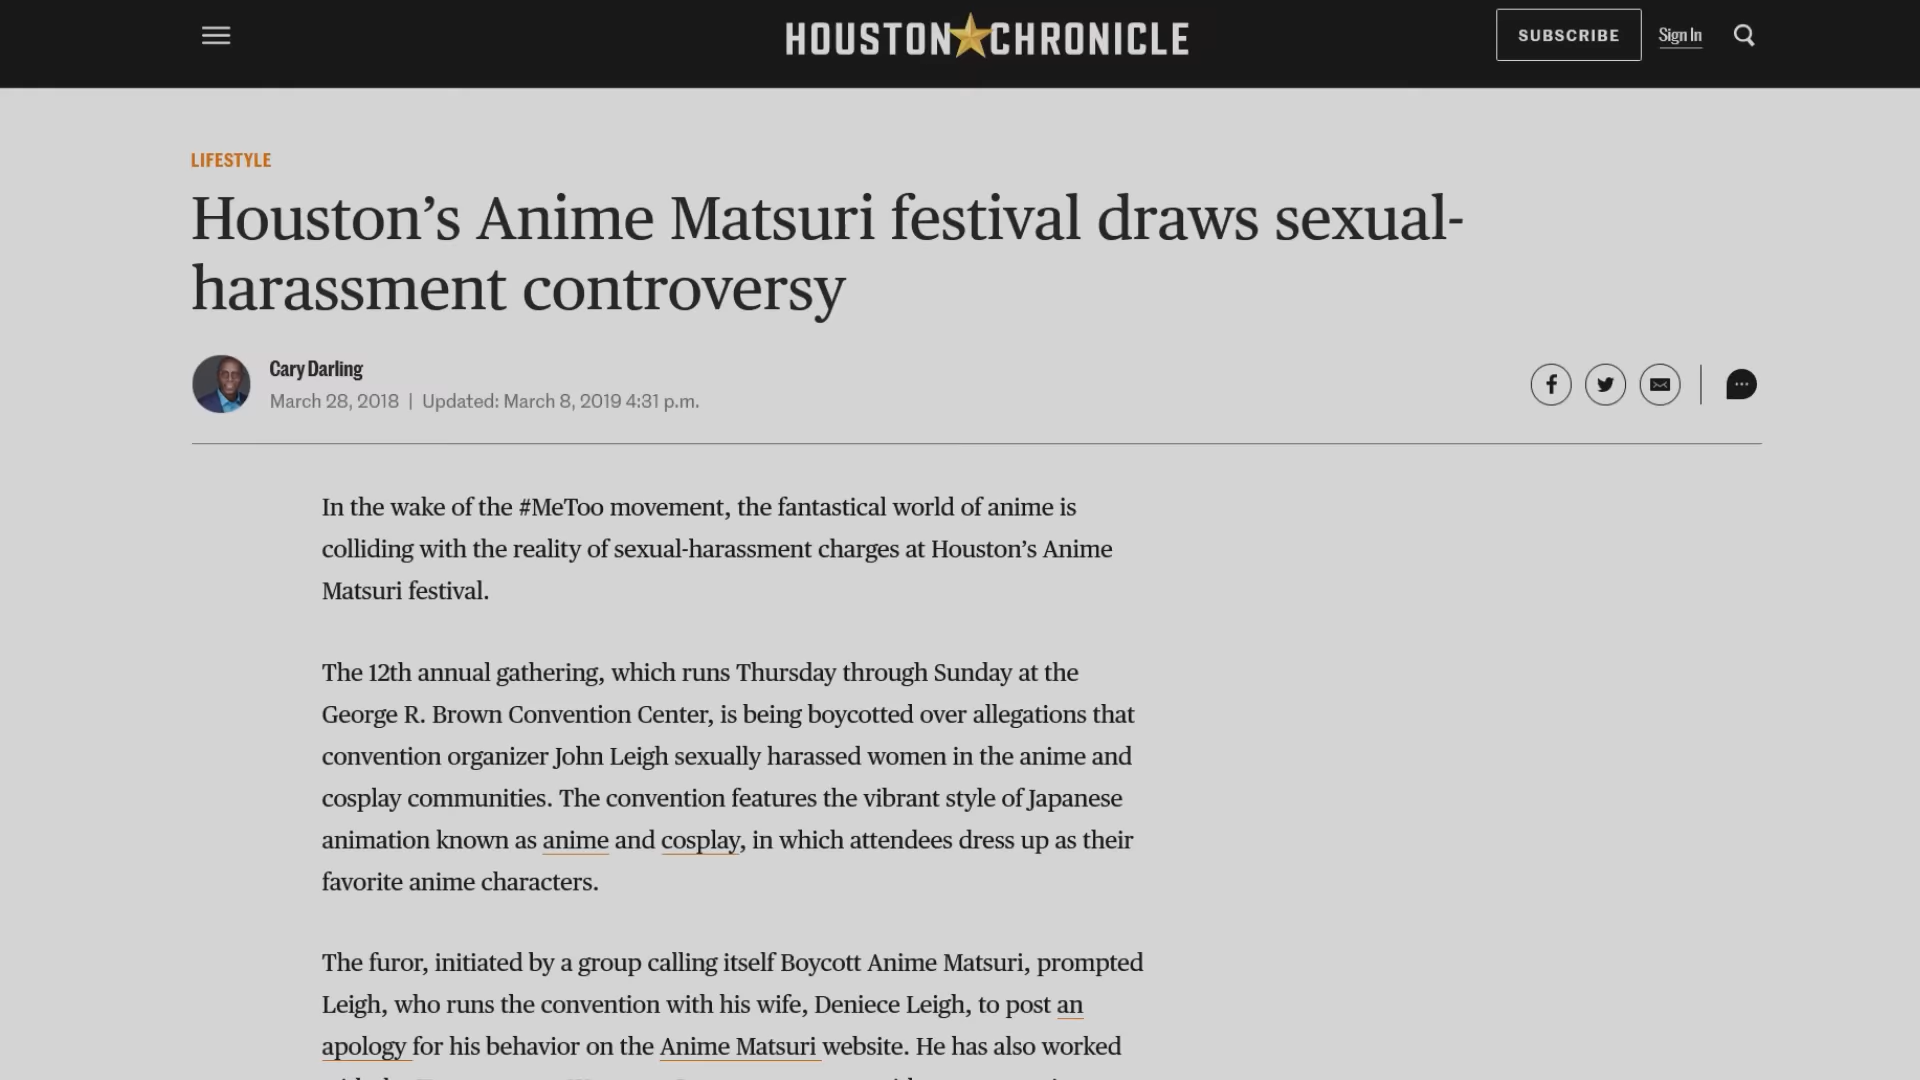 HOUSTON CHRONICLE
SUBSCRIBE
Sign In
LIFESTYLE
Houston’s Anime Matsuri festival draws sexual-
harassment controversy
Cary Darling
March 28, 2018 | Updated: March 8, 2019 4:31 p.m.
In the wake of the #MeToo movement, the fantastical world of anime is
colliding with the reality of sexual-harassment charges at Houston’s Anime
Matsuri festival.
The 12th annual gathering, which runs Thursday through Sunday at the
George R. Brown Convention Center, is being boycotted over allegations that
convention organizer John Leigh sexually harassed women in the anime and
cosplay communities. The convention features the vibrant style of Japanese
animation known as anime and cosplay, in which attendees dress up as their
favorite anime characters.
The furor, initiated by a group calling itself Boycott Anime Matsuri, prompted
Leigh, who runs the convention with his wife, Deniece Leigh, to post an
apology for his behavior on the Anime Matsuri website. He has also worked